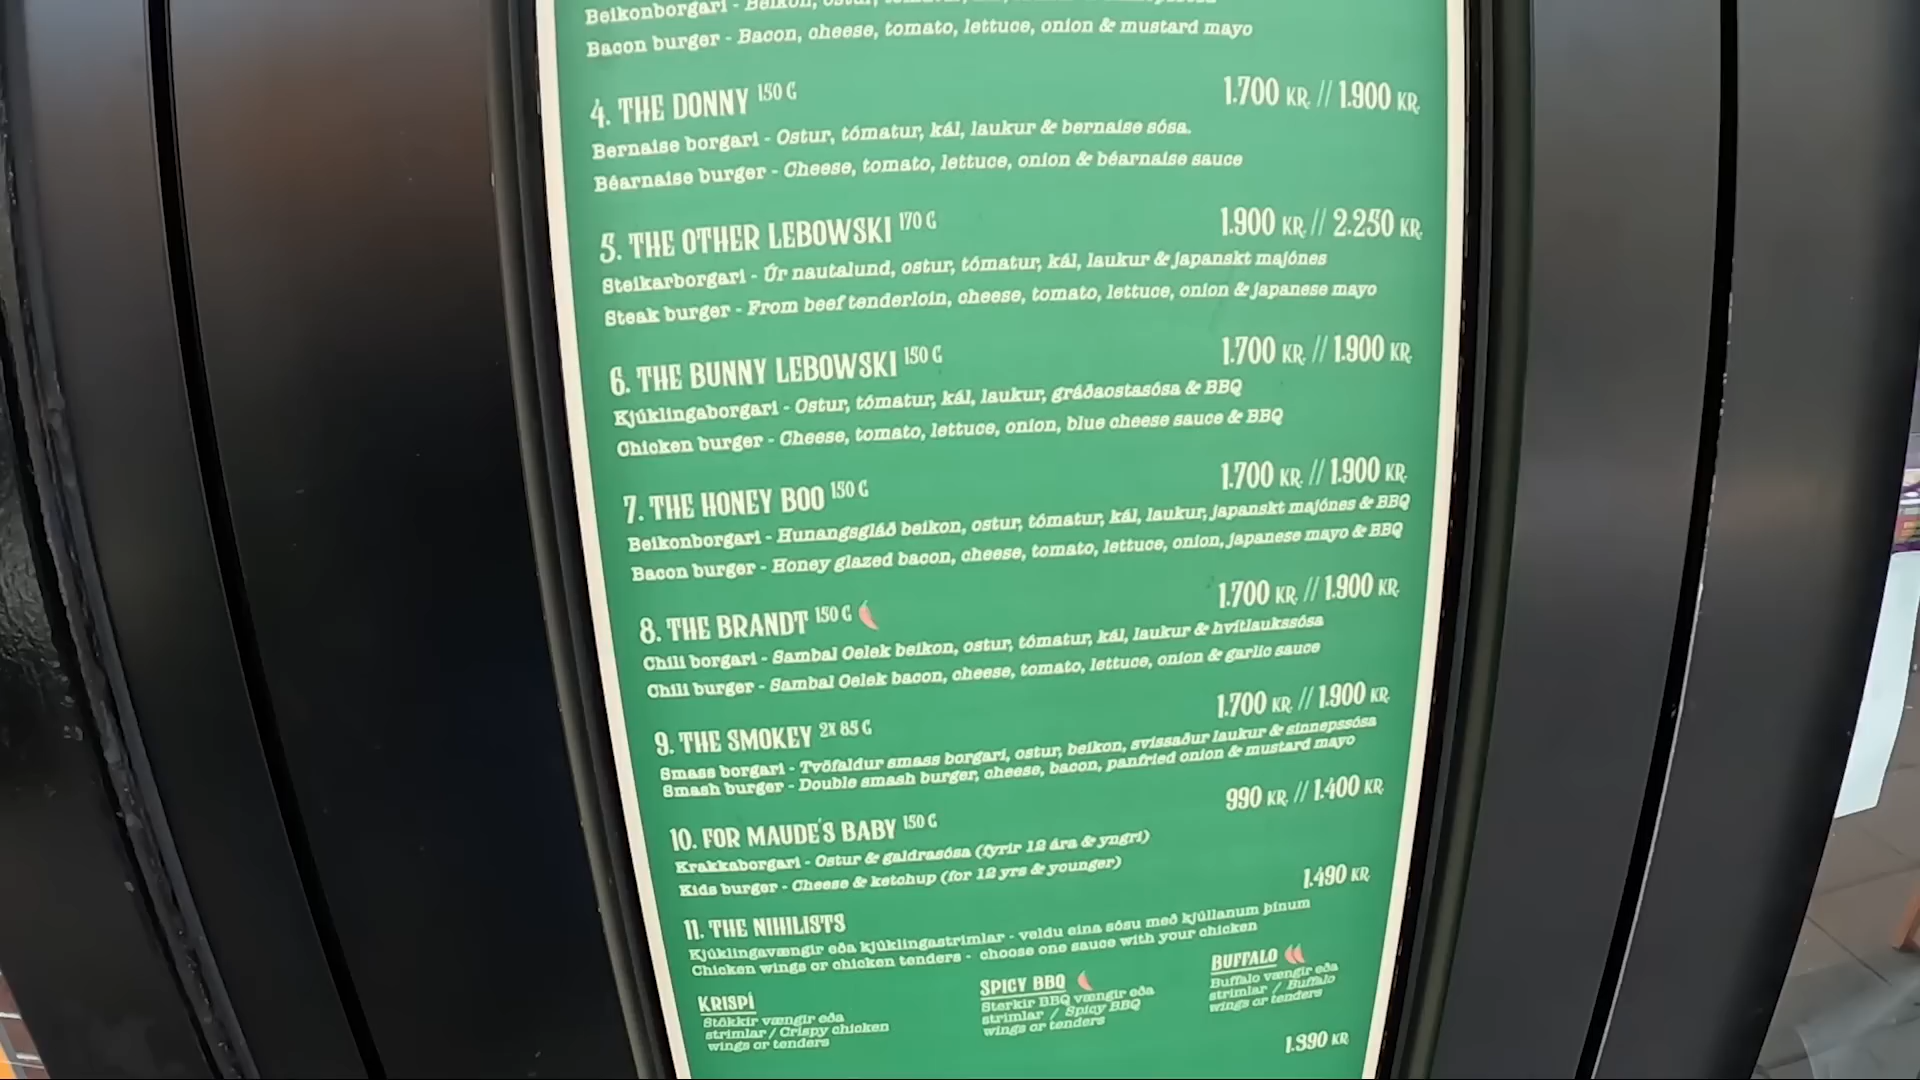 Beikonborgari - Beikon, ostur,
Bacon burger - Bacon, cheese, tomato, lettuce, onion & mustard mayo
4. THE DONNY 150 G 1.700 KR. // 1.900 KR.
Bernaise borgari - Ostur, tómatur, kál, laukur & bernaise sósa.
Béarnaise burger - Cheese, tomato, lettuce, onion & béarnaise sauce
5. THE OTHER LEBOWSKI 170 G 1.900 KR. // 2.250 KR.
Steikarborgari - Úr nautalund, ostur, tómatur, kál, laukur & japanskt majónes
Steak burger - From beef tenderloin, cheese, tomato, lettuce, onion & japanese mayo
6. THE BUNNY LEBOWSKI 150 G 1.700 KR. // 1.900 KR.
Kjúklingaborgari - Ostur, tómatur, kál, laukur, gráðaostasósa & BBQ
Chicken burger - Cheese, tomato, lettuce, onion, blue cheese sauce & BBQ
7. THE HONEY BOO 150 G 1.700 KR. // 1.900 KR.
Beikonborgari - Hunangsgláð beikon, ostur, tómatur, kál, laukur, japanskt majónes & BBQ
Bacon burger - Honey glazed bacon, cheese, tomato, lettuce, onion, japanese mayo & BBQ
8. THE BRANDT 150 G 1.700 KR. // 1.900 KR.
Chili borgari - Sambal Oelek beikon, ostur, tómatur, kál, laukur & hvítlaukssósa
Chili burger - Sambal Oelek bacon, cheese, tomato, lettuce, onion & garlic sauce
9. THE SMOKEY 2X 85 G 1.700 KR. // 1.900 KR.
Smass borgari - Tvöfaldur smass borgari, ostur, beikon, svissaður laukur & sinnepssósa
Smash burger - Double smash burger, cheese, bacon, panfried onion & mustard mayo
10. FOR MAUDE'S BABY 150 G 990 KR. // 1.400 KR.
Krakkaborgari - Ostur & galdrasósa (fyrir 12 ára & yngri)
Kids burger - Cheese & ketchup (for 12 yrs & younger)
11. THE NIHILISTS 1.490 KR.
Kjúklingavængir eða kjúklingastrimlar - veldu eina sósu með kjúllanum þínum
Chicken wings or chicken tenders - choose one sauce with your chicken
KRISPÍ
Stökkir vængir eða
strimlar / Crispy chicken
wings or tenders
SPICY BBQ
Sterkir BBQ vængir eða
strimlar / Spicy BBQ
wings or tenders
BUFFALO
Buffalo vængir eða
strimlar / Buffalo
wings or tenders
1.390 KR